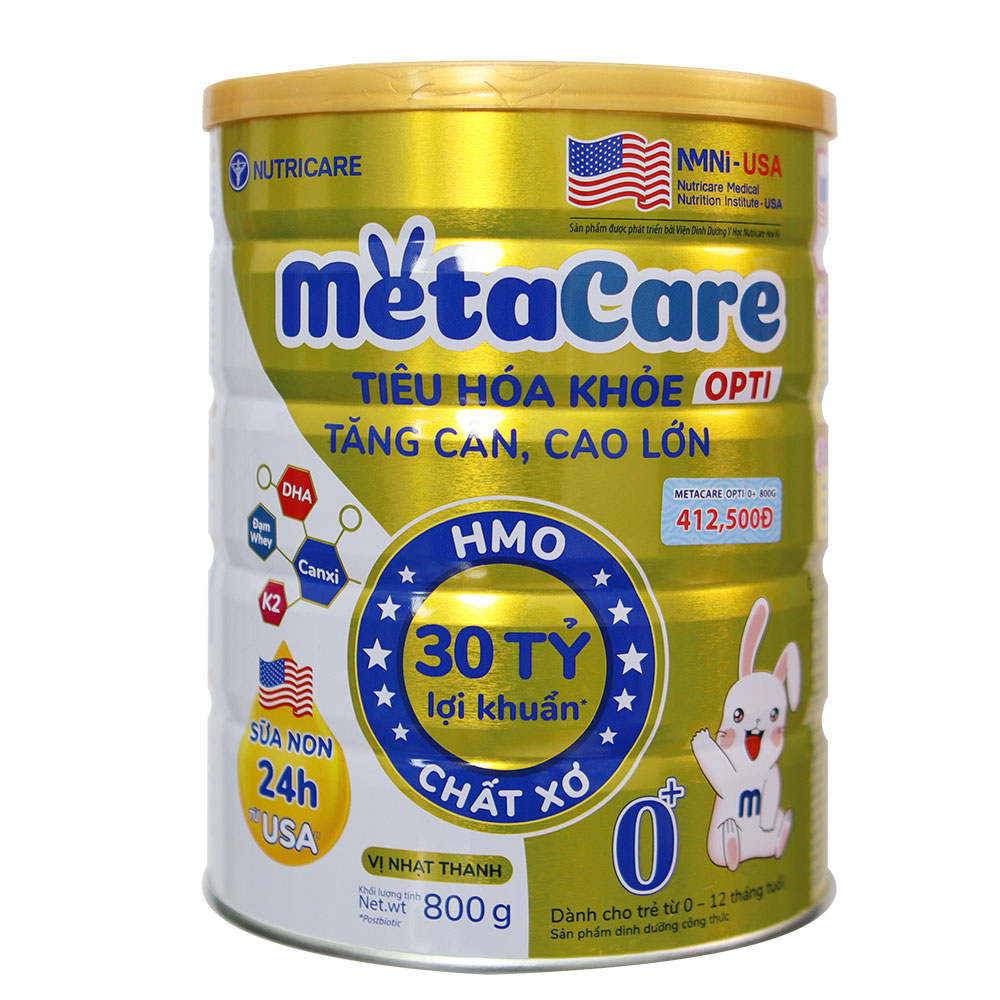 NUTRICARE
NMNi-USA
Nutricare Medical
Nutrition Institute-USA
Sản phẩm được phát triển bởi Viện Dinh Dưỡng Y Học Nutricare Hoa Kỳ
metaCare
TIÊU HÓA KHỎE OPTI
TĂNG CÂN, CAO LỚN
METACARE OPTI 0+ 800G
412,500Đ
DHA
Đạm
Whey
Canxi
K2
HMO
30 TỶ
lợi khuẩn*
CHẤT XƠ
SỮA NON
24h
TỪ USA
0+
m
VỊ NHẠT THANH
Khối lượng tịnh
Net.wt 800 g
*Postbiotic
Dành cho trẻ từ 0 – 12 tháng tuổi
Sản phẩm dinh dưỡng công thức